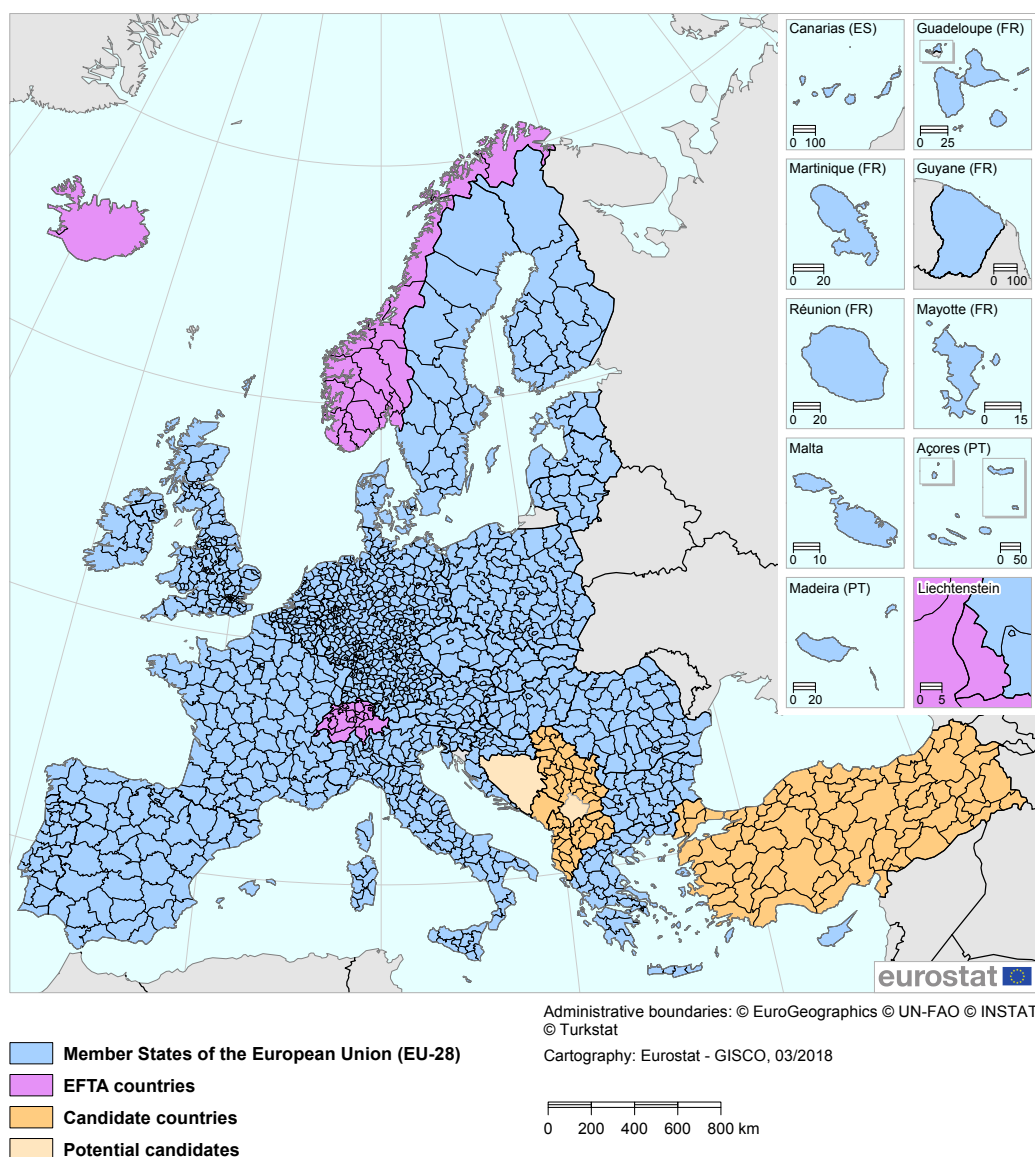 Canarias (ES)
0 100
Guadeloupe (FR)
0 25
Martinique (FR)
0 20
Guyane (FR)
0 100
Réunion (FR)
0 20
Mayotte (FR)
0 15
Malta
0 10
Açores (PT)
0 50
Madeira (PT)
0 20
Liechtenstein
0 5
eurostat
Administrative boundaries: © EuroGeographics © UN-FAO © INSTAT
© Turkstat
Cartography: Eurostat - GISCO, 03/2018
Member States of the European Union (EU-28)
EFTA countries
Candidate countries
Potential candidates
0 200 400 600 800 km